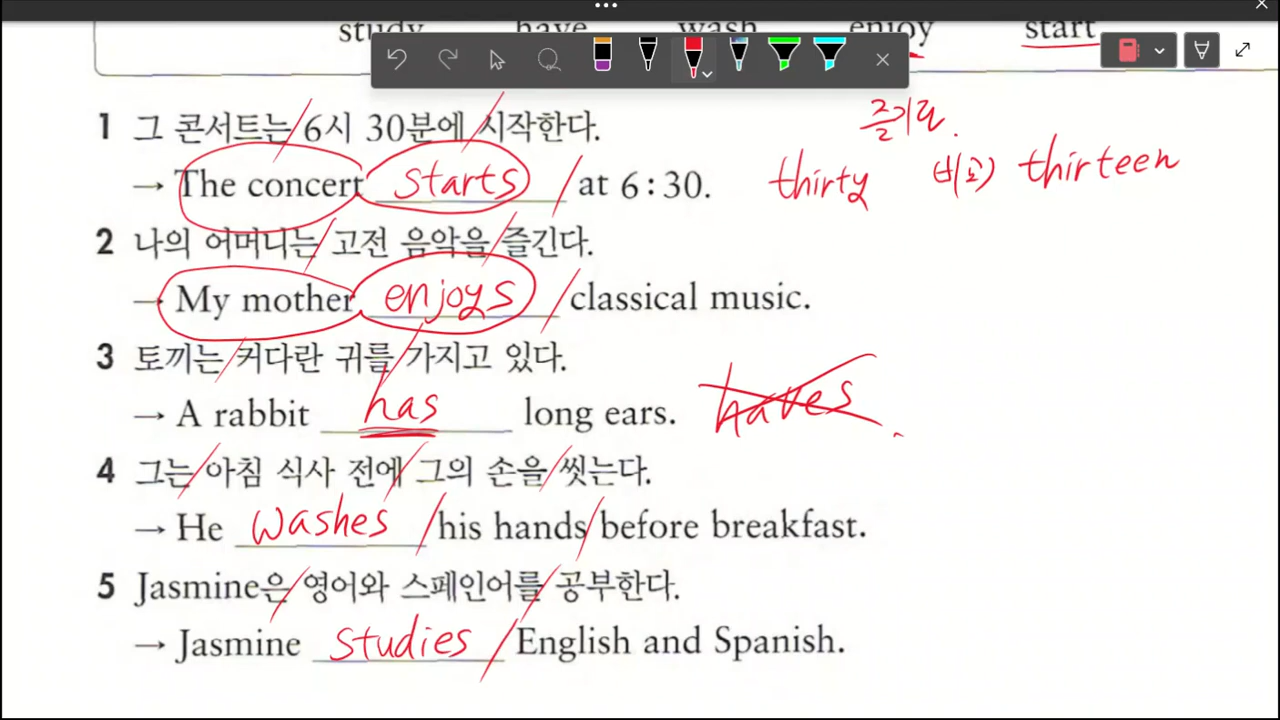 study have wash enjoy start
1 그 콘서트는 6시 30분에 시작한다.
즐기다.
→ The concert starts at 6:30.
thirty 비교) thirteen
2 나의 어머니는 고전 음악을 즐긴다.
→ My mother enjoys classical music.
3 토끼는 커다란 귀를 가지고 있다.
→ A rabbit has long ears. haves
4 그는 아침 식사 전에 그의 손을 씻는다.
→ He washes his hands before breakfast.
5 Jasmine은 영어와 스페인어를 공부한다.
→ Jasmine studies English and Spanish.